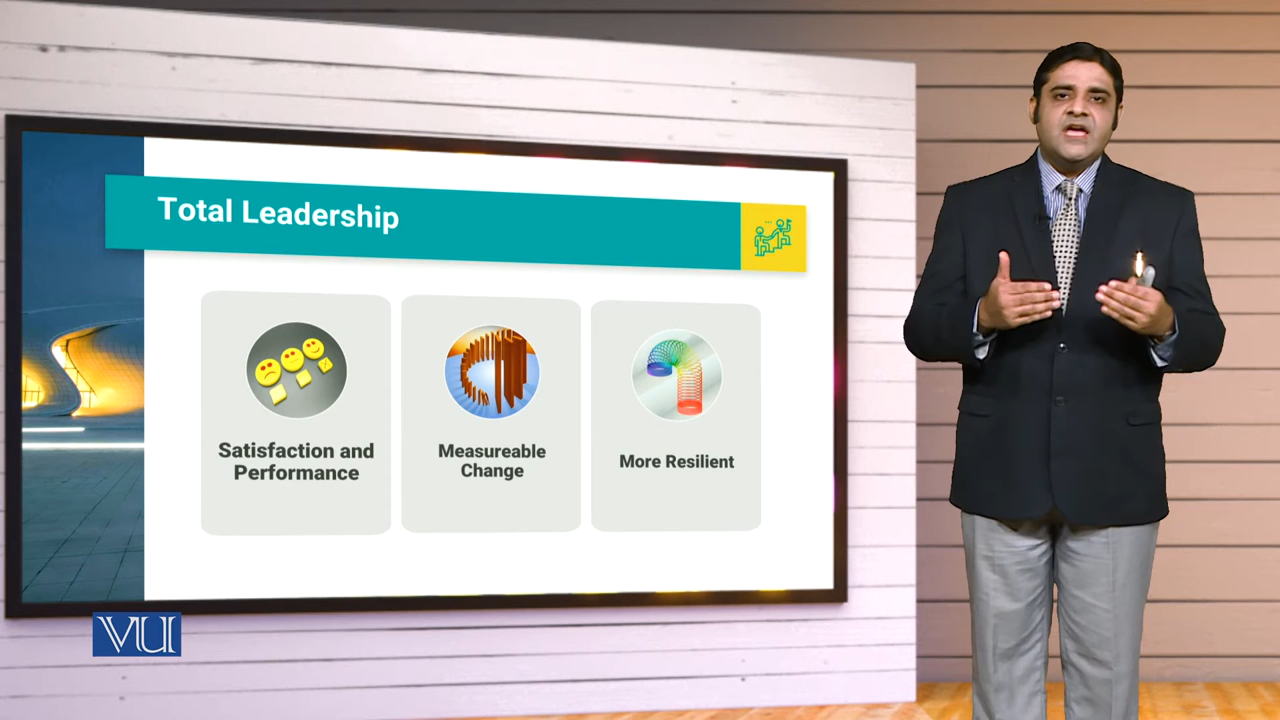 Total Leadership
Satisfaction and
Performance
Measureable
Change
More Resilient
VU